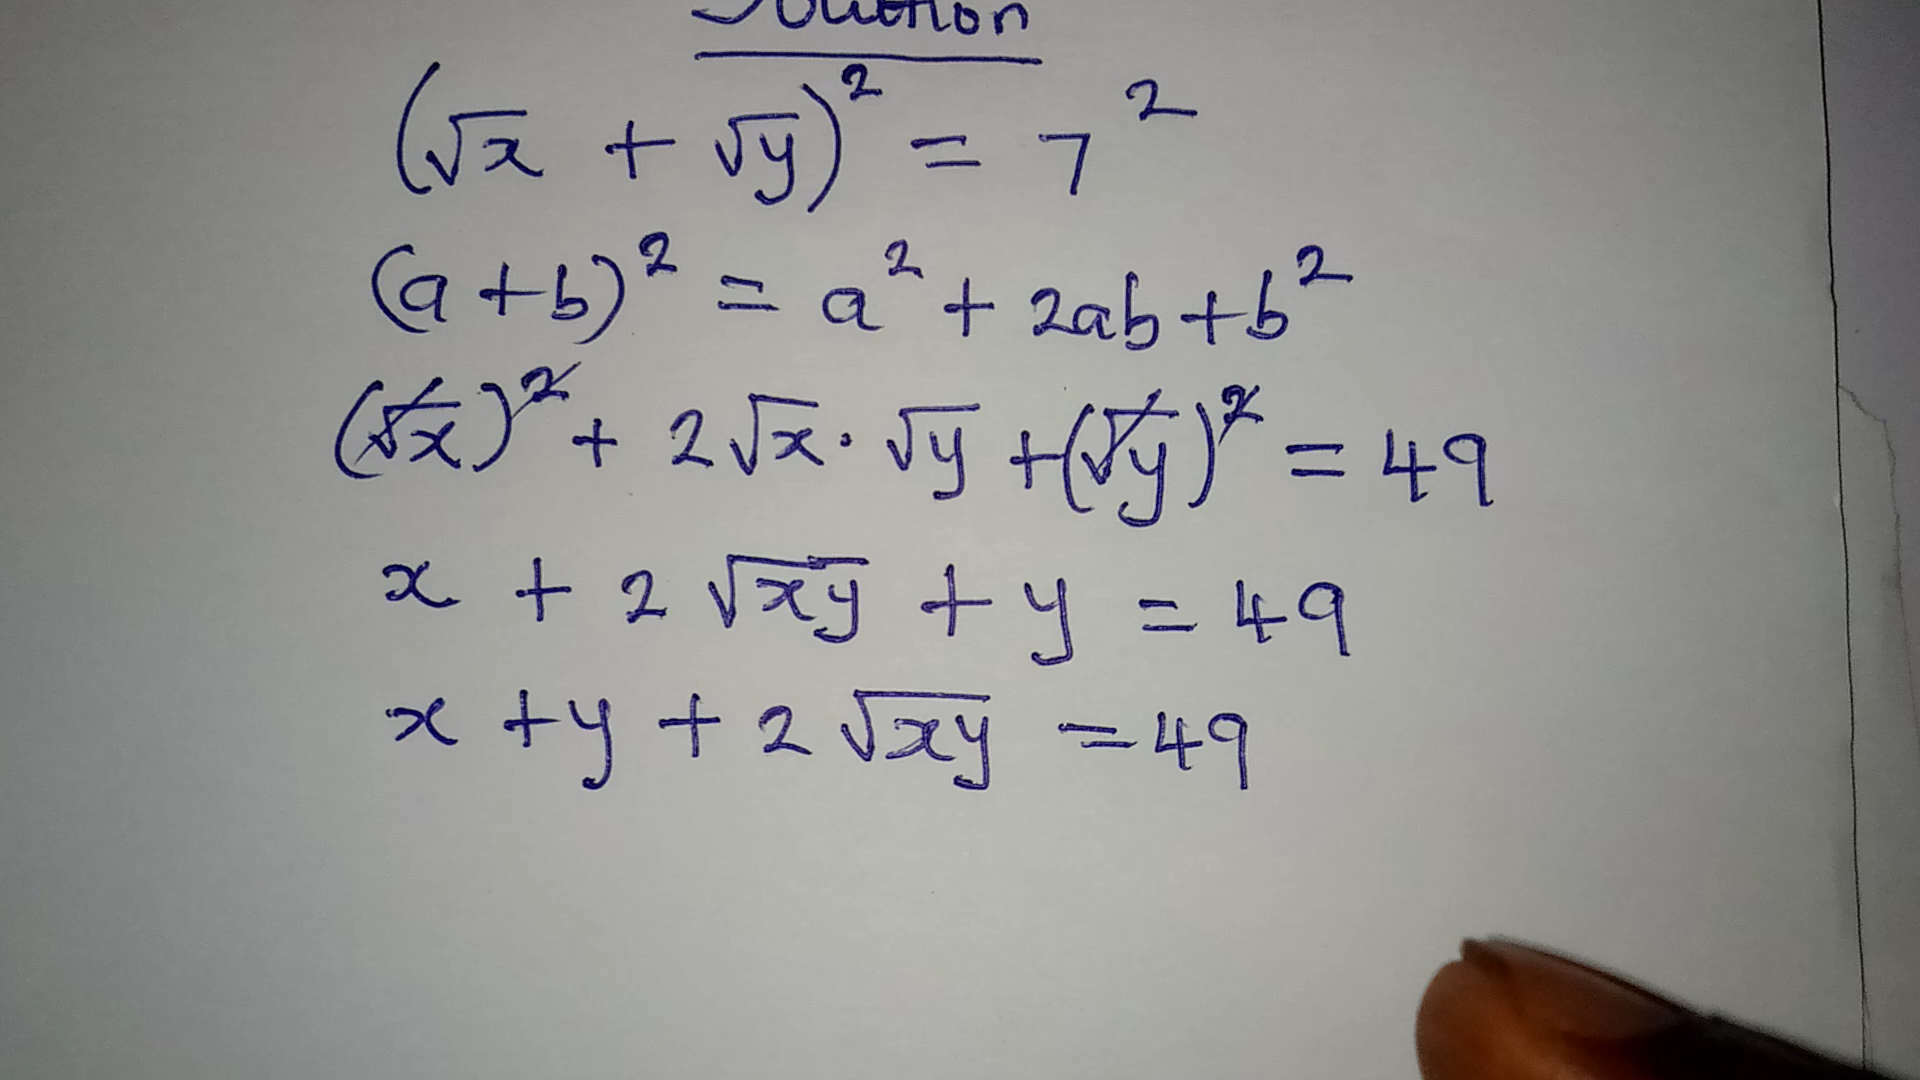 Solution
(√x + √y)² = 7²
(a + b)² = a² + 2ab + b²
(√x)² + 2√x · √y + (√y)² = 49
x + 2√xy + y = 49
x + y + 2√xy = 49